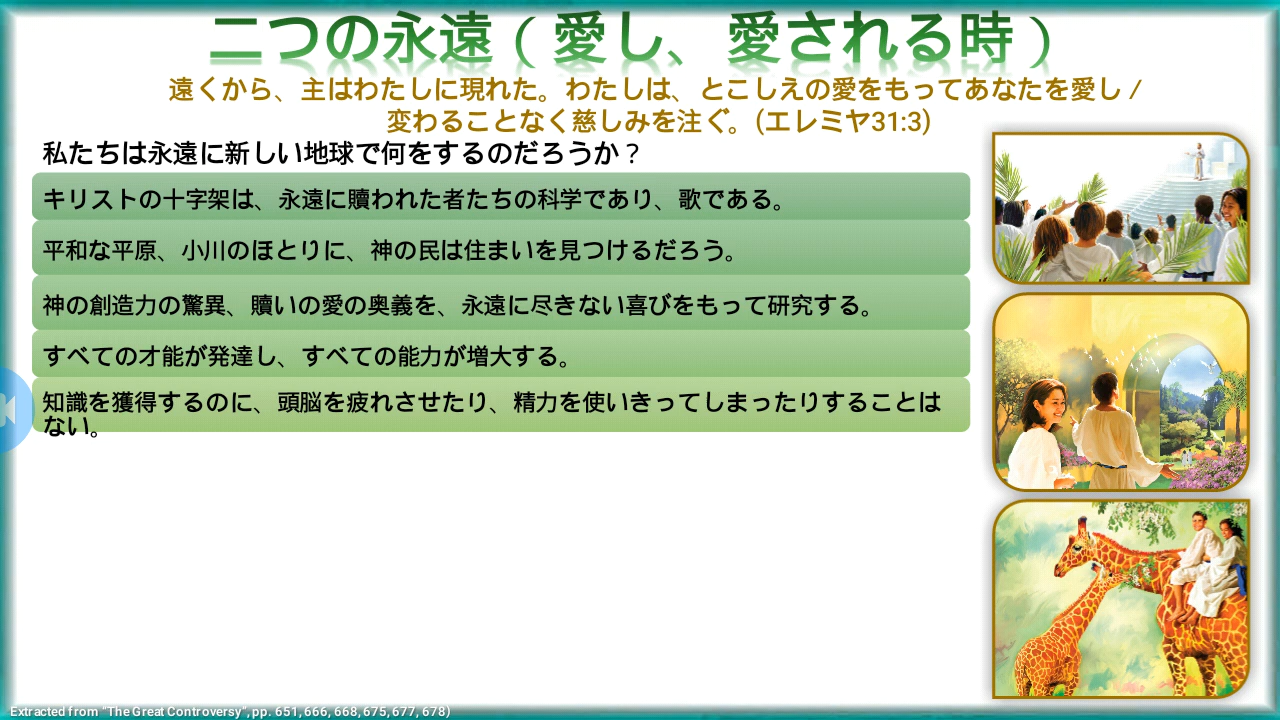 二つの永遠（愛し、愛される時）
遠くから、主はわたしに現れた。わたしは、とこしえの愛をもってあなたを愛し /
変わることなく慈しみを注ぐ。(エレミヤ31:3)
私たちは永遠に新しい地球で何をするのだろうか？
キリストの十字架は、永遠に贖われた者たちの科学であり、歌である。
平和な平原、小川のほとりに、神の民は住まいを見つけるだろう。
神の創造力の驚異、贖いの愛の奥義を、永遠に尽きない喜びをもって研究する。
すべての才能が発達し、すべての能力が増大する。
知識を獲得するのに、頭脳を疲れさせたり、精力を使いきってしまったりすることは
ない。
Extracted from "The Great Controversy", pp. 651, 666, 668, 675, 677, 678)